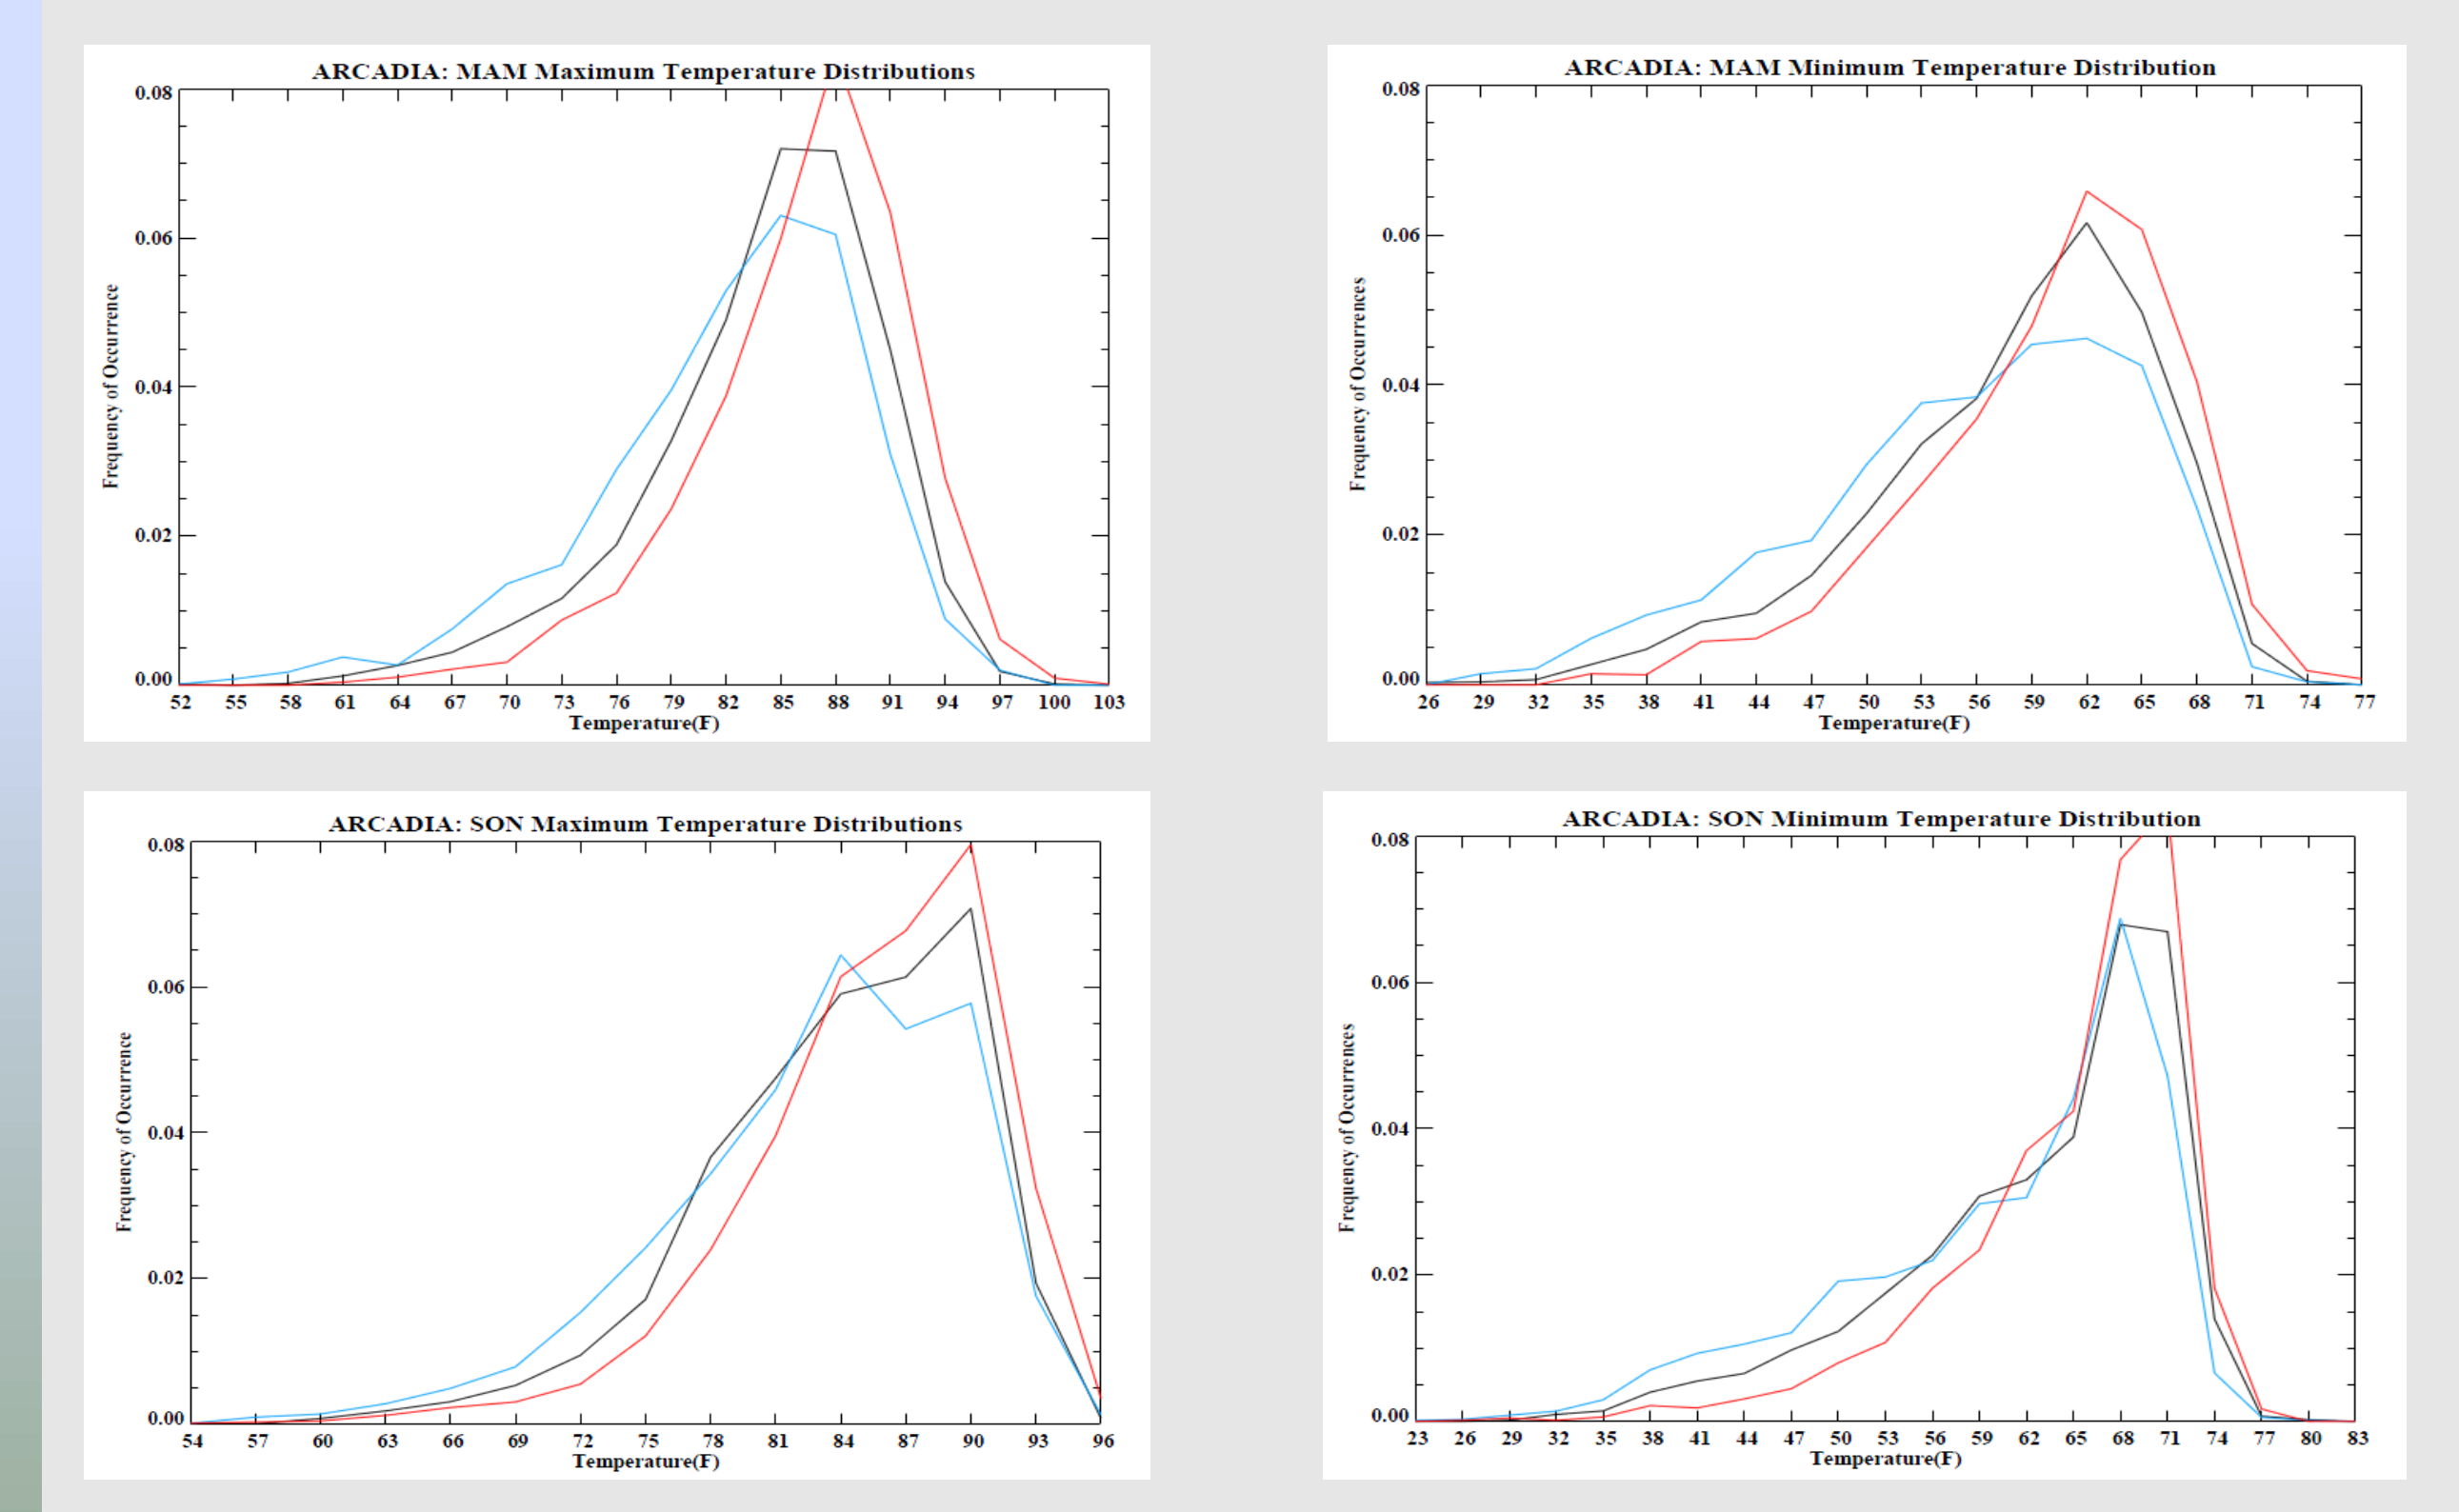 ARCADIA: MAM Maximum Temperature Distributions
0.08
0.06
0.04
0.02
0.00
Frequency of Occurrence
52 55 58 61 64 67 70 73 76 79 82 85 88 91 94 97 100 103
Temperature(F)
ARCADIA: MAM Minimum Temperature Distribution
0.08
0.06
0.04
0.02
0.00
Frequency of Occurrences
26 29 32 35 38 41 44 47 50 53 56 59 62 65 68 71 74 77
Temperature(F)
ARCADIA: SON Maximum Temperature Distributions
0.08
0.06
0.04
0.02
0.00
Frequency of Occurrence
54 57 60 63 66 69 72 75 78 81 84 87 90 93 96
Temperature(F)
ARCADIA: SON Minimum Temperature Distribution
0.08
0.06
0.04
0.02
0.00
Frequency of Occurrences
23 26 29 32 35 38 41 44 47 50 53 56 59 62 65 68 71 74 77 80 83
Temperature(F)